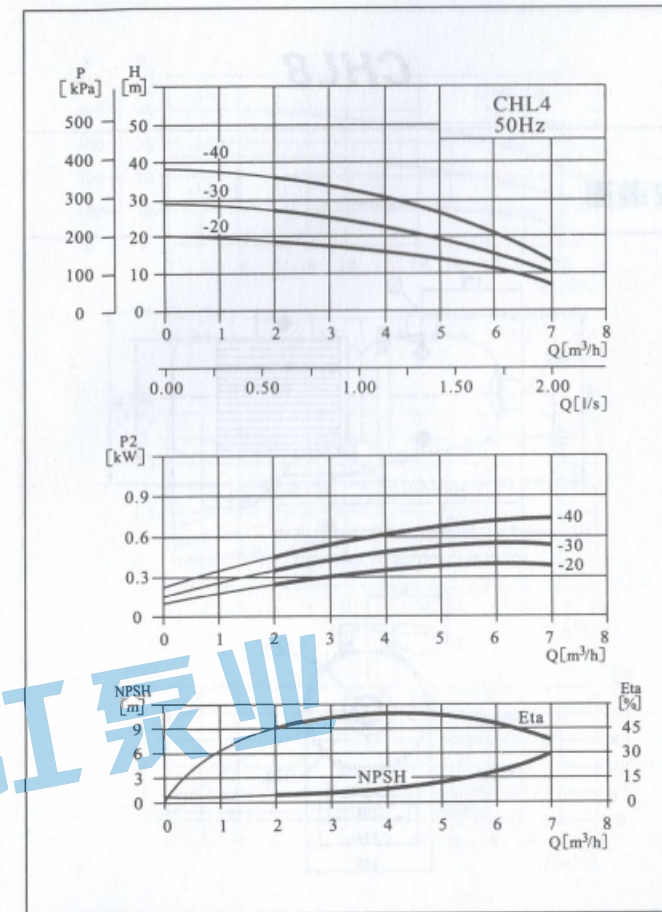 CHL8
CHL4
50Hz
P
[kPa]
H
[m]
500
400
300
200
100
0
50
40
30
20
10
0
-40
-30
-20
0 1 2 3 4 5 6 7 8
Q[m³/h]
0.00 0.50 1.00 1.50 2.00
Q[l/s]
P2
[kW]
0.9
0.6
0.3
0
-40
-30
-20
0 1 2 3 4 5 6 7 8
Q[m³/h]
NPSH
[m]
9
6
3
0
Eta
[%]
45
30
15
0
Eta
NPSH
0 1 2 3 4 5 6 7 8
Q[m³/h]
泵业